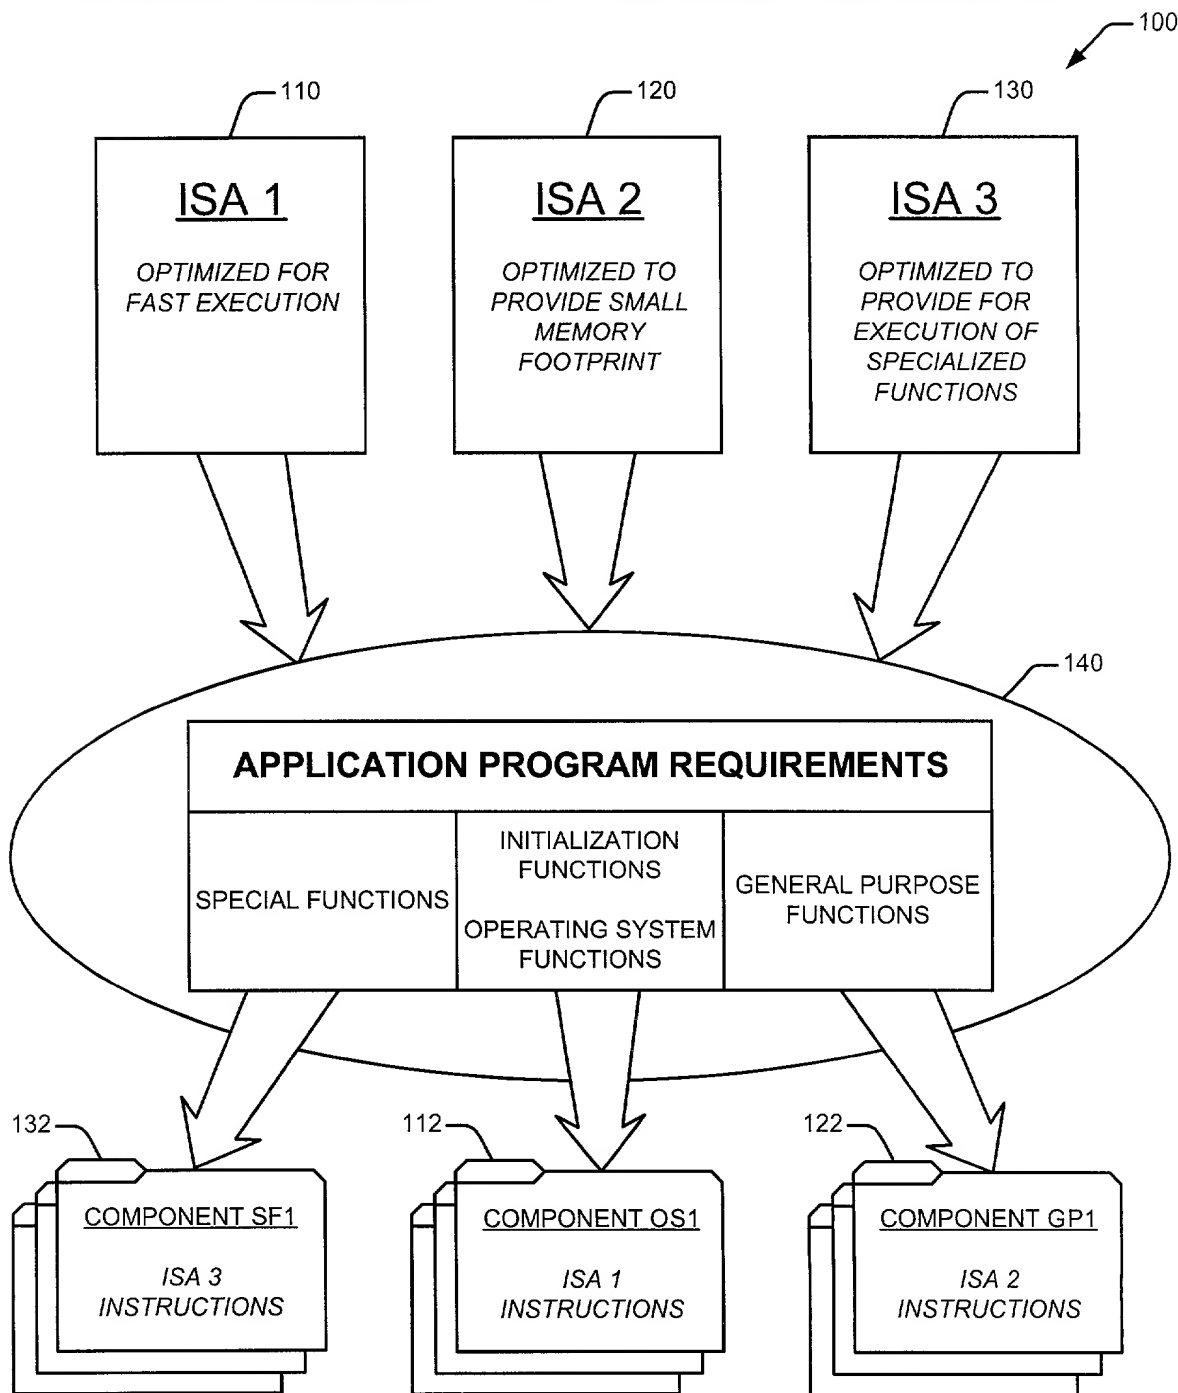 100
110
120
130
ISA 1
OPTIMIZED FOR
FAST EXECUTION
ISA 2
OPTIMIZED TO
PROVIDE SMALL
MEMORY
FOOTPRINT
ISA 3
OPTIMIZED TO
PROVIDE FOR
EXECUTION OF
SPECIALIZED
FUNCTIONS
140
APPLICATION PROGRAM REQUIREMENTS
SPECIAL FUNCTIONS
INITIALIZATION
FUNCTIONS
OPERATING SYSTEM
FUNCTIONS
GENERAL PURPOSE
FUNCTIONS
132
COMPONENT SF1
ISA 3
INSTRUCTIONS
112
COMPONENT OS1
ISA 1
INSTRUCTIONS
122
COMPONENT GP1
ISA 2
INSTRUCTIONS